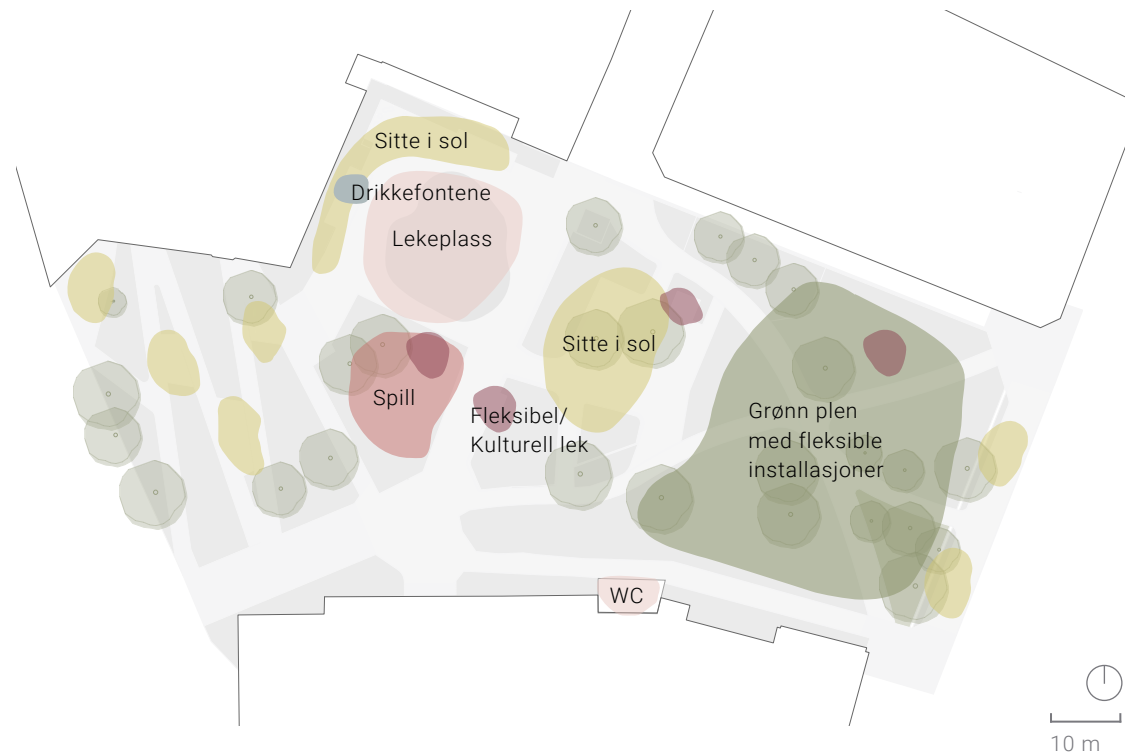 Sitte i sol
Drikkefontene
Lekeplass
Sitte i sol
Spill
Fleksibel/
Kulturell lek
Grønn plen
med fleksible
installasjoner
WC
10 m